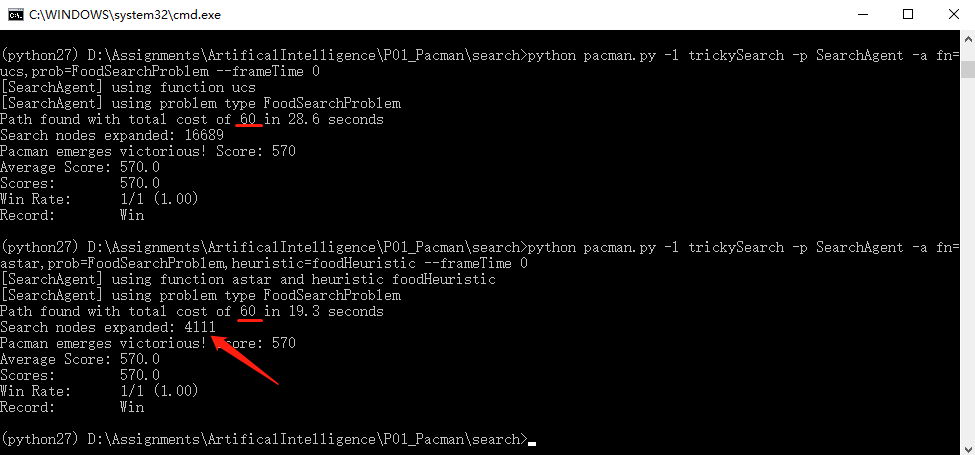 C:\WINDOWS\system32\cmd.exe
(python27) D:\Assignments\ArtificalIntelligence\P01_Pacman\search>python pacman.py -l trickySearch -p SearchAgent -a fn=
ucs,prob=FoodSearchProblem --frameTime 0
[SearchAgent] using function ucs
[SearchAgent] using problem type FoodSearchProblem
Path found with total cost of 60 in 28.6 seconds
Search nodes expanded: 16689
Pacman emerges victorious! Score: 570
Average Score: 570.0
Scores:        570.0
Win Rate:      1/1 (1.00)
Record:        Win
(python27) D:\Assignments\ArtificalIntelligence\P01_Pacman\search>python pacman.py -l trickySearch -p SearchAgent -a fn=
astar,prob=FoodSearchProblem,heuristic=foodHeuristic --frameTime 0
[SearchAgent] using function astar and heuristic foodHeuristic
[SearchAgent] using problem type FoodSearchProblem
Path found with total cost of 60 in 19.3 seconds
Search nodes expanded: 4111
Pacman emerges victorious! Score: 570
Average Score: 570.0
Scores:        570.0
Win Rate:      1/1 (1.00)
Record:        Win
(python27) D:\Assignments\ArtificalIntelligence\P01_Pacman\search>